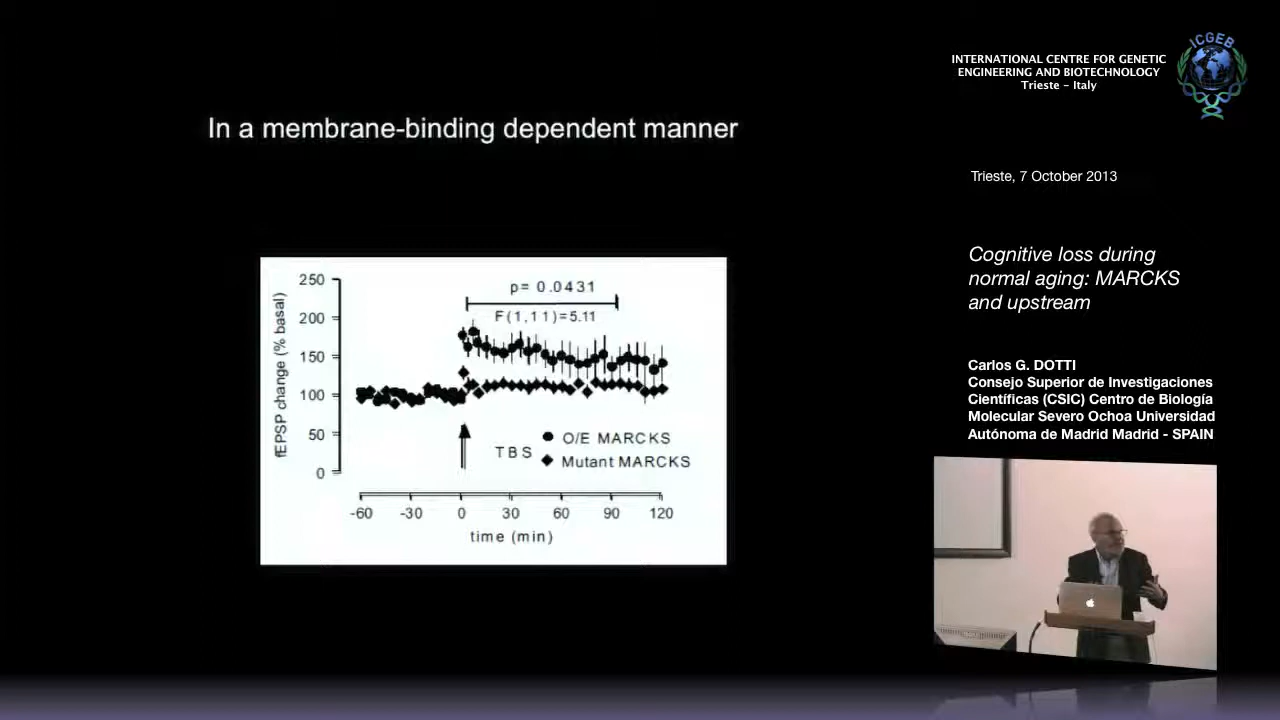 In a membrane-binding dependent manner
250
200
150
100
50
0
fEPSP change (% basal)
p= 0.0431
F(1,11)=5.11
TBS
O/E MARCKS
Mutant MARCKS
-60 -30 0 30 60 90 120
time (min)
ICGEB
INTERNATIONAL CENTRE FOR GENETIC
ENGINEERING AND BIOTECHNOLOGY
Trieste – Italy
Trieste, 7 October 2013
Cognitive loss during
normal aging: MARCKS
and upstream
Carlos G. DOTTI
Consejo Superior de Investigaciones
Científicas (CSIC) Centro de Biología
Molecular Severo Ochoa Universidad
Autónoma de Madrid Madrid - SPAIN